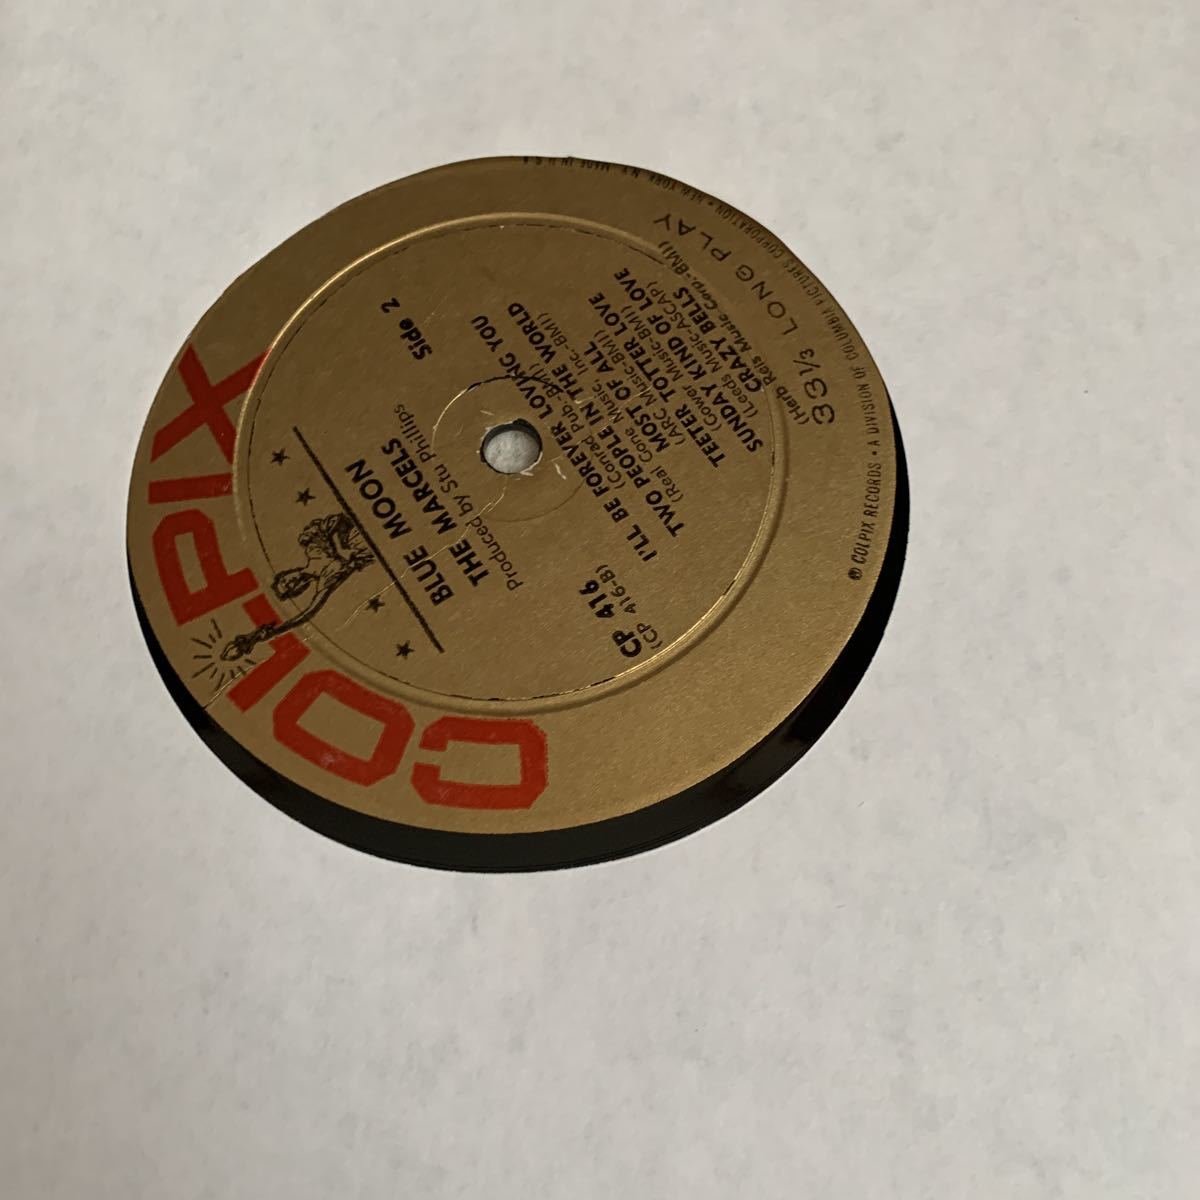 COLPIX
BLUE MOON
THE MARCELS
Produced by Stu Phillips
CP 416
(CP 416-B)
Side 2
I'LL BE FOREVER LOVING YOU
(Conrad Pub.-BMI)
TWO PEOPLE IN THE WORLD
(Real Gone Music, Inc.-BMI)
MOST OF ALL
(ARC Music-BMI)
TEETER TOTTER LOVE
(Gower Music-BMI)
SUNDAY KIND OF LOVE
(Leeds Music-ASCAP)
CRAZY BELLS
(Herb Reis Music Corp.-BMI)
33⅓ LONG PLAY
® COLPIX RECORDS • A DIVISION OF COLUMBIA PICTURES CORPORATION • NEW YORK, N.Y. MADE IN U.S.A.